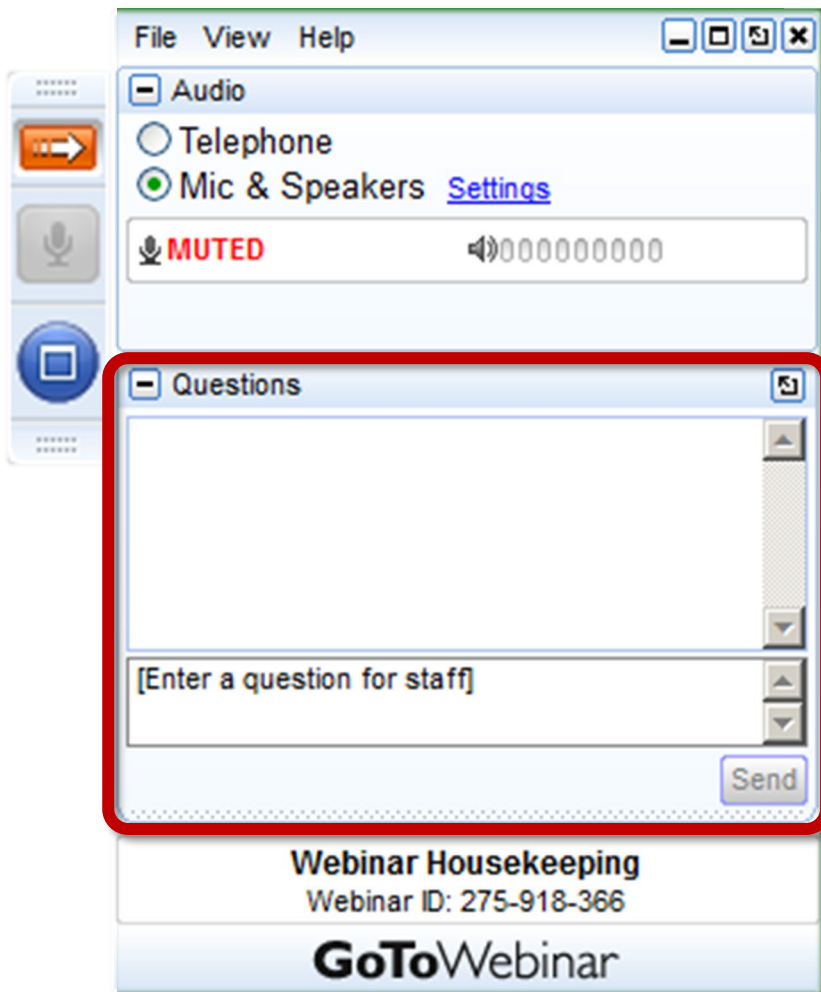 File View Help
Audio
Telephone
Mic & Speakers Settings
MUTED
Questions
[Enter a question for staff]
Send
Webinar Housekeeping
Webinar ID: 275-918-366
GoToWebinar